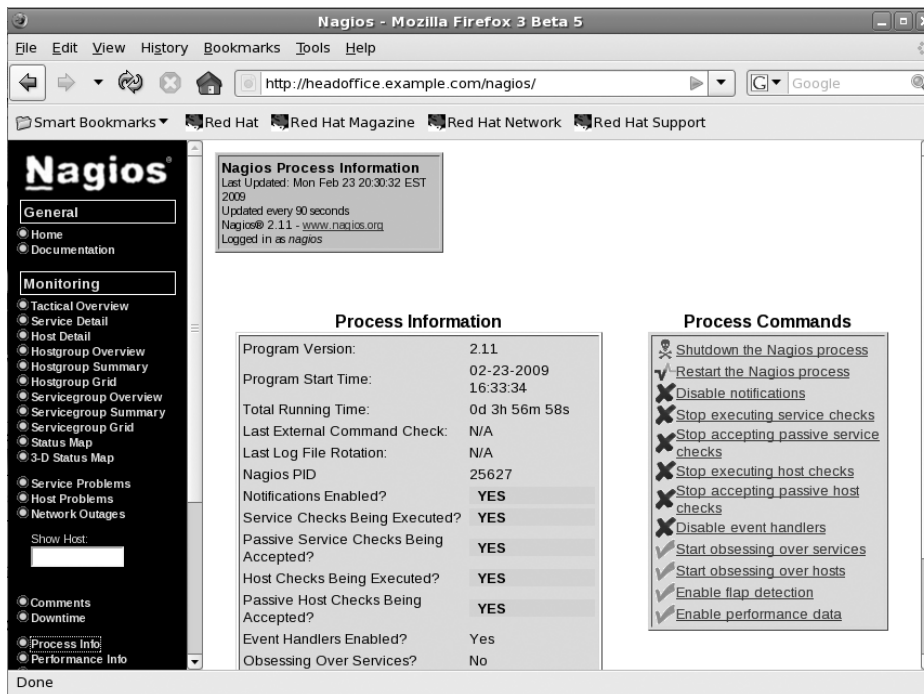 Nagios - Mozilla Firefox 3 Beta 5
File Edit View History Bookmarks Tools Help
http://headoffice.example.com/nagios/
G Google
Smart Bookmarks Red Hat Red Hat Magazine Red Hat Network Red Hat Support
Nagios®
General
Home
Documentation
Monitoring
Tactical Overview
Service Detail
Host Detail
Hostgroup Overview
Hostgroup Summary
Hostgroup Grid
Servicegroup Overview
Servicegroup Summary
Servicegroup Grid
Status Map
3-D Status Map
Service Problems
Host Problems
Network Outages
Show Host:
Comments
Downtime
Process Info
Performance Info
Nagios Process Information
Last Updated: Mon Feb 23 20:30:32 EST
2009
Updated every 90 seconds
Nagios® 2.11 - www.nagios.org
Logged in as nagios
Process Information
Program Version: 2.11
Program Start Time: 02-23-2009
16:33:34
Total Running Time: 0d 3h 56m 58s
Last External Command Check: N/A
Last Log File Rotation: N/A
Nagios PID 25627
Notifications Enabled? YES
Service Checks Being Executed? YES
Passive Service Checks Being
Accepted? YES
Host Checks Being Executed? YES
Passive Host Checks Being
Accepted? YES
Event Handlers Enabled? Yes
Obsessing Over Services? No
Process Commands
Shutdown the Nagios process
Restart the Nagios process
Disable notifications
Stop executing service checks
Stop accepting passive service
checks
Stop executing host checks
Stop accepting passive host
checks
Disable event handlers
Start obsessing over services
Start obsessing over hosts
Enable flap detection
Enable performance data
Done